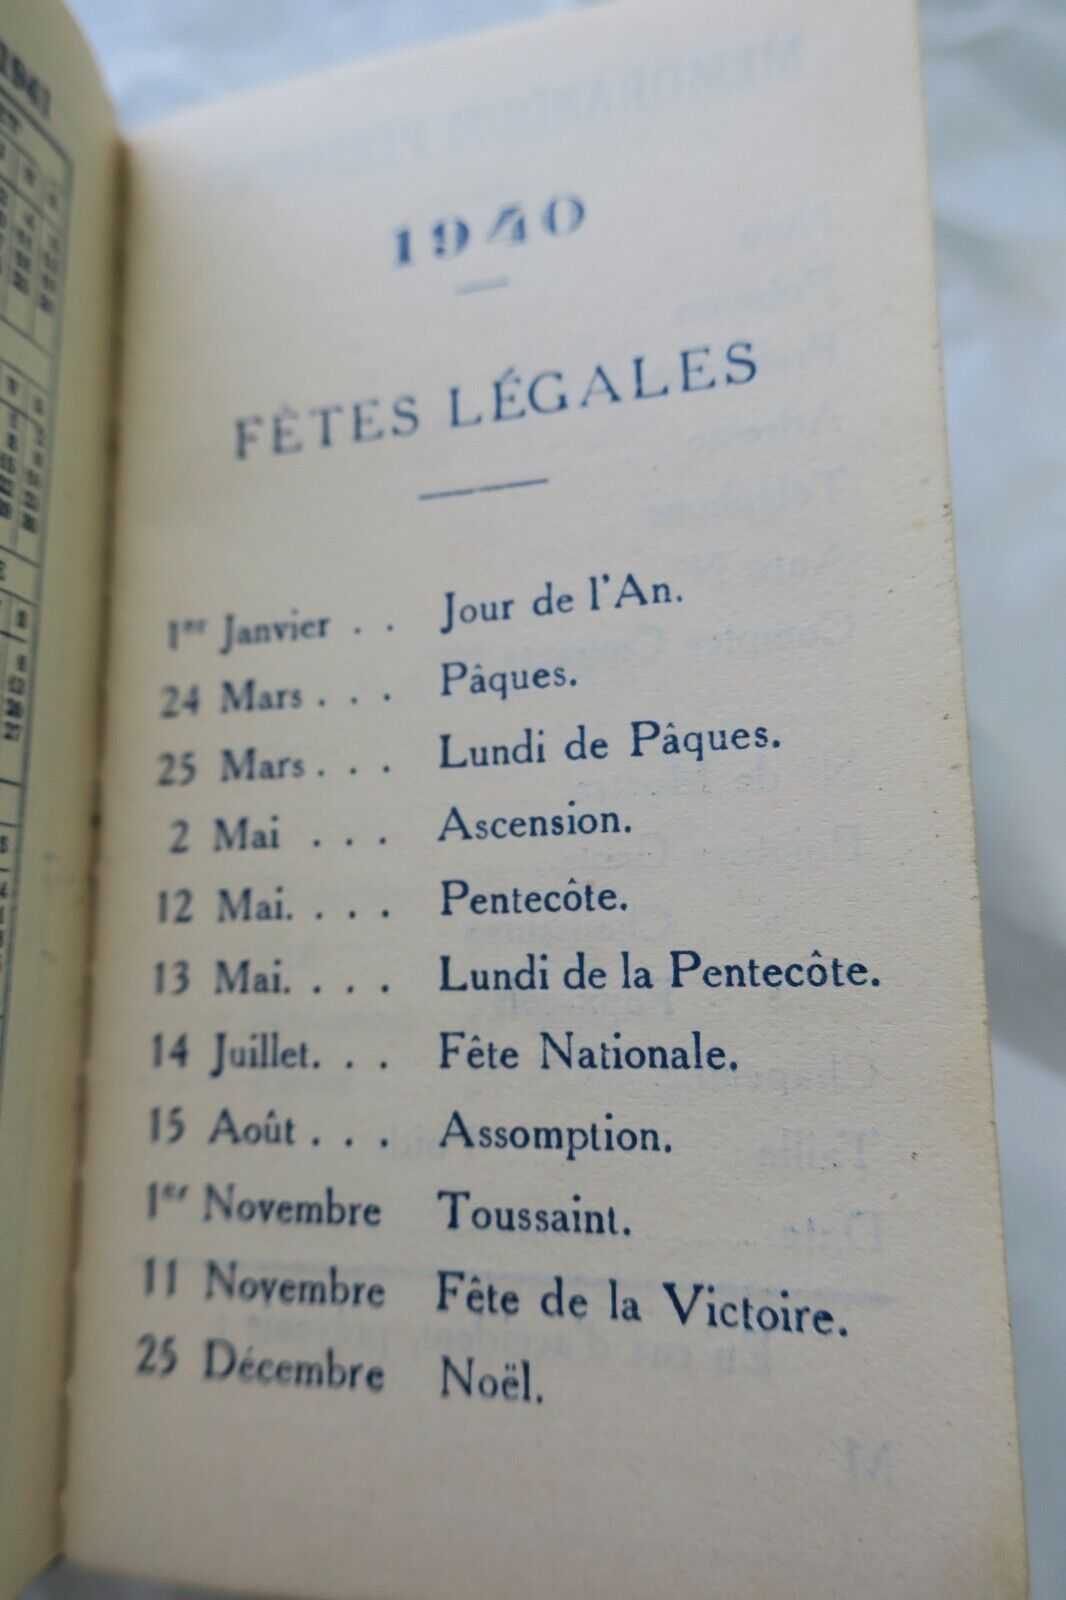 1941
1940
FÊTES LÉGALES
1er Janvier . . Jour de l'An.
24 Mars . . . Pâques.
25 Mars . . . Lundi de Pâques.
2 Mai . . . Ascension.
12 Mai. . . . Pentecôte.
13 Mai. . . . Lundi de la Pentecôte.
14 Juillet. . . Fête Nationale.
15 Août . . . Assomption.
1er Novembre Toussaint.
11 Novembre Fête de la Victoire.
25 Décembre Noël.